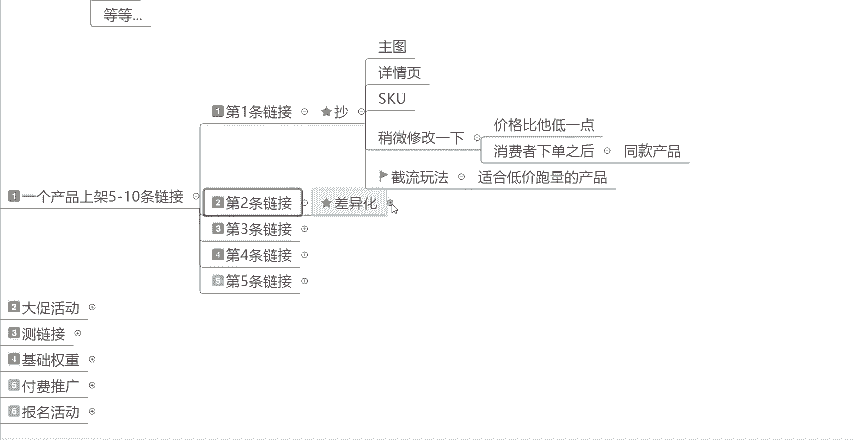 等等...
主图
详情页
SKU
1 第1条链接 抄
稍微修改一下 价格比他低一点
消费者下单之后 同款产品
截流玩法 适合低价跑量的产品
1 一个产品上架5-10条链接
2 第2条链接 差异化
3 第3条链接
4 第4条链接
5 第5条链接
2 大促活动
3 测链接
4 基础权重
5 付费推广
6 报名活动